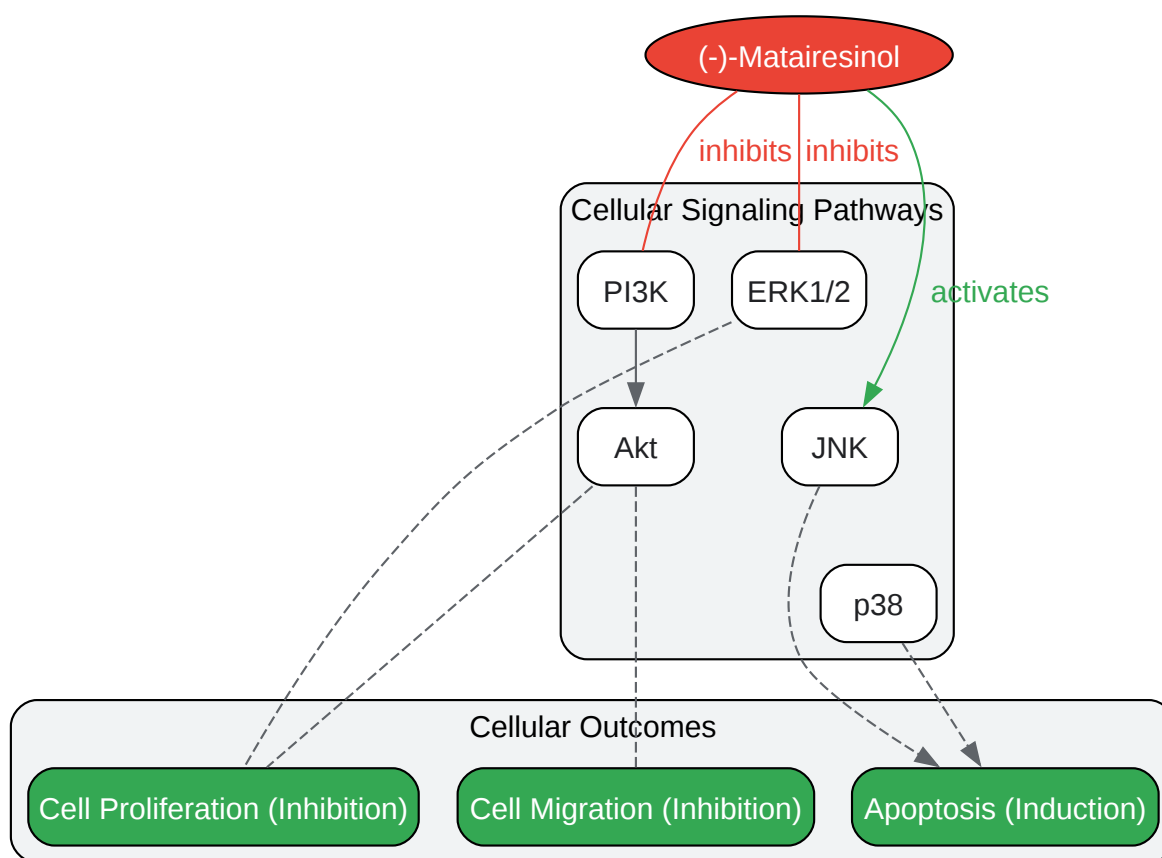 (-)-Matairesinol
inhibits
inhibits
Cellular Signaling Pathways
PI3K
ERK1/2
activates
Akt
JNK
p38
Cellular Outcomes
Cell Proliferation (Inhibition)
Cell Migration (Inhibition)
Apoptosis (Induction)